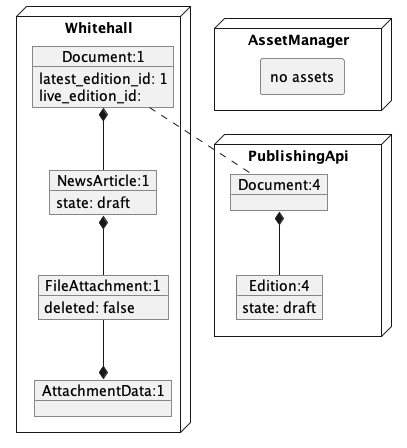 Whitehall
Document:1
latest_edition_id: 1
live_edition_id:
NewsArticle:1
state: draft
FileAttachment:1
deleted: false
AttachmentData:1
AssetManager
no assets
PublishingApi
Document:4
Edition:4
state: draft